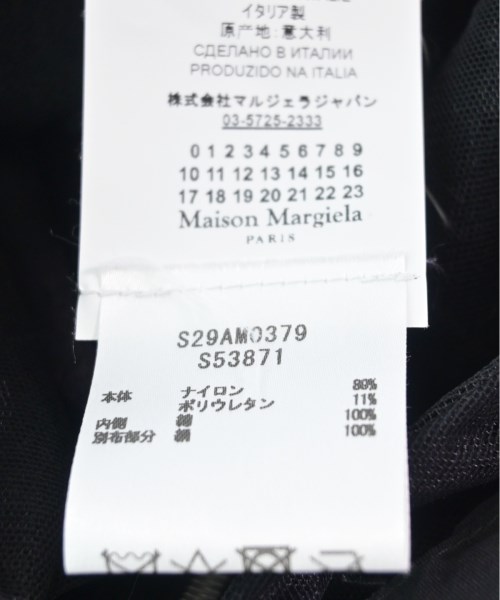 イタリア製
原産地:意大利
СДЕЛАНО В ИТАЛИИ
PRODUZIDO NA ITALIA
株式会社マルジェラジャパン
03-5725-2333
0 1 2 3 4 5 6 7 8 9
10 11 12 13 14 15 16
17 18 19 20 21 22 23
Maison Margiela
PARIS
S29AM0379
S53871
本体 ナイロン 89%
ポリウレタン 11%
内側 綿 100%
別布部分 絹 100%